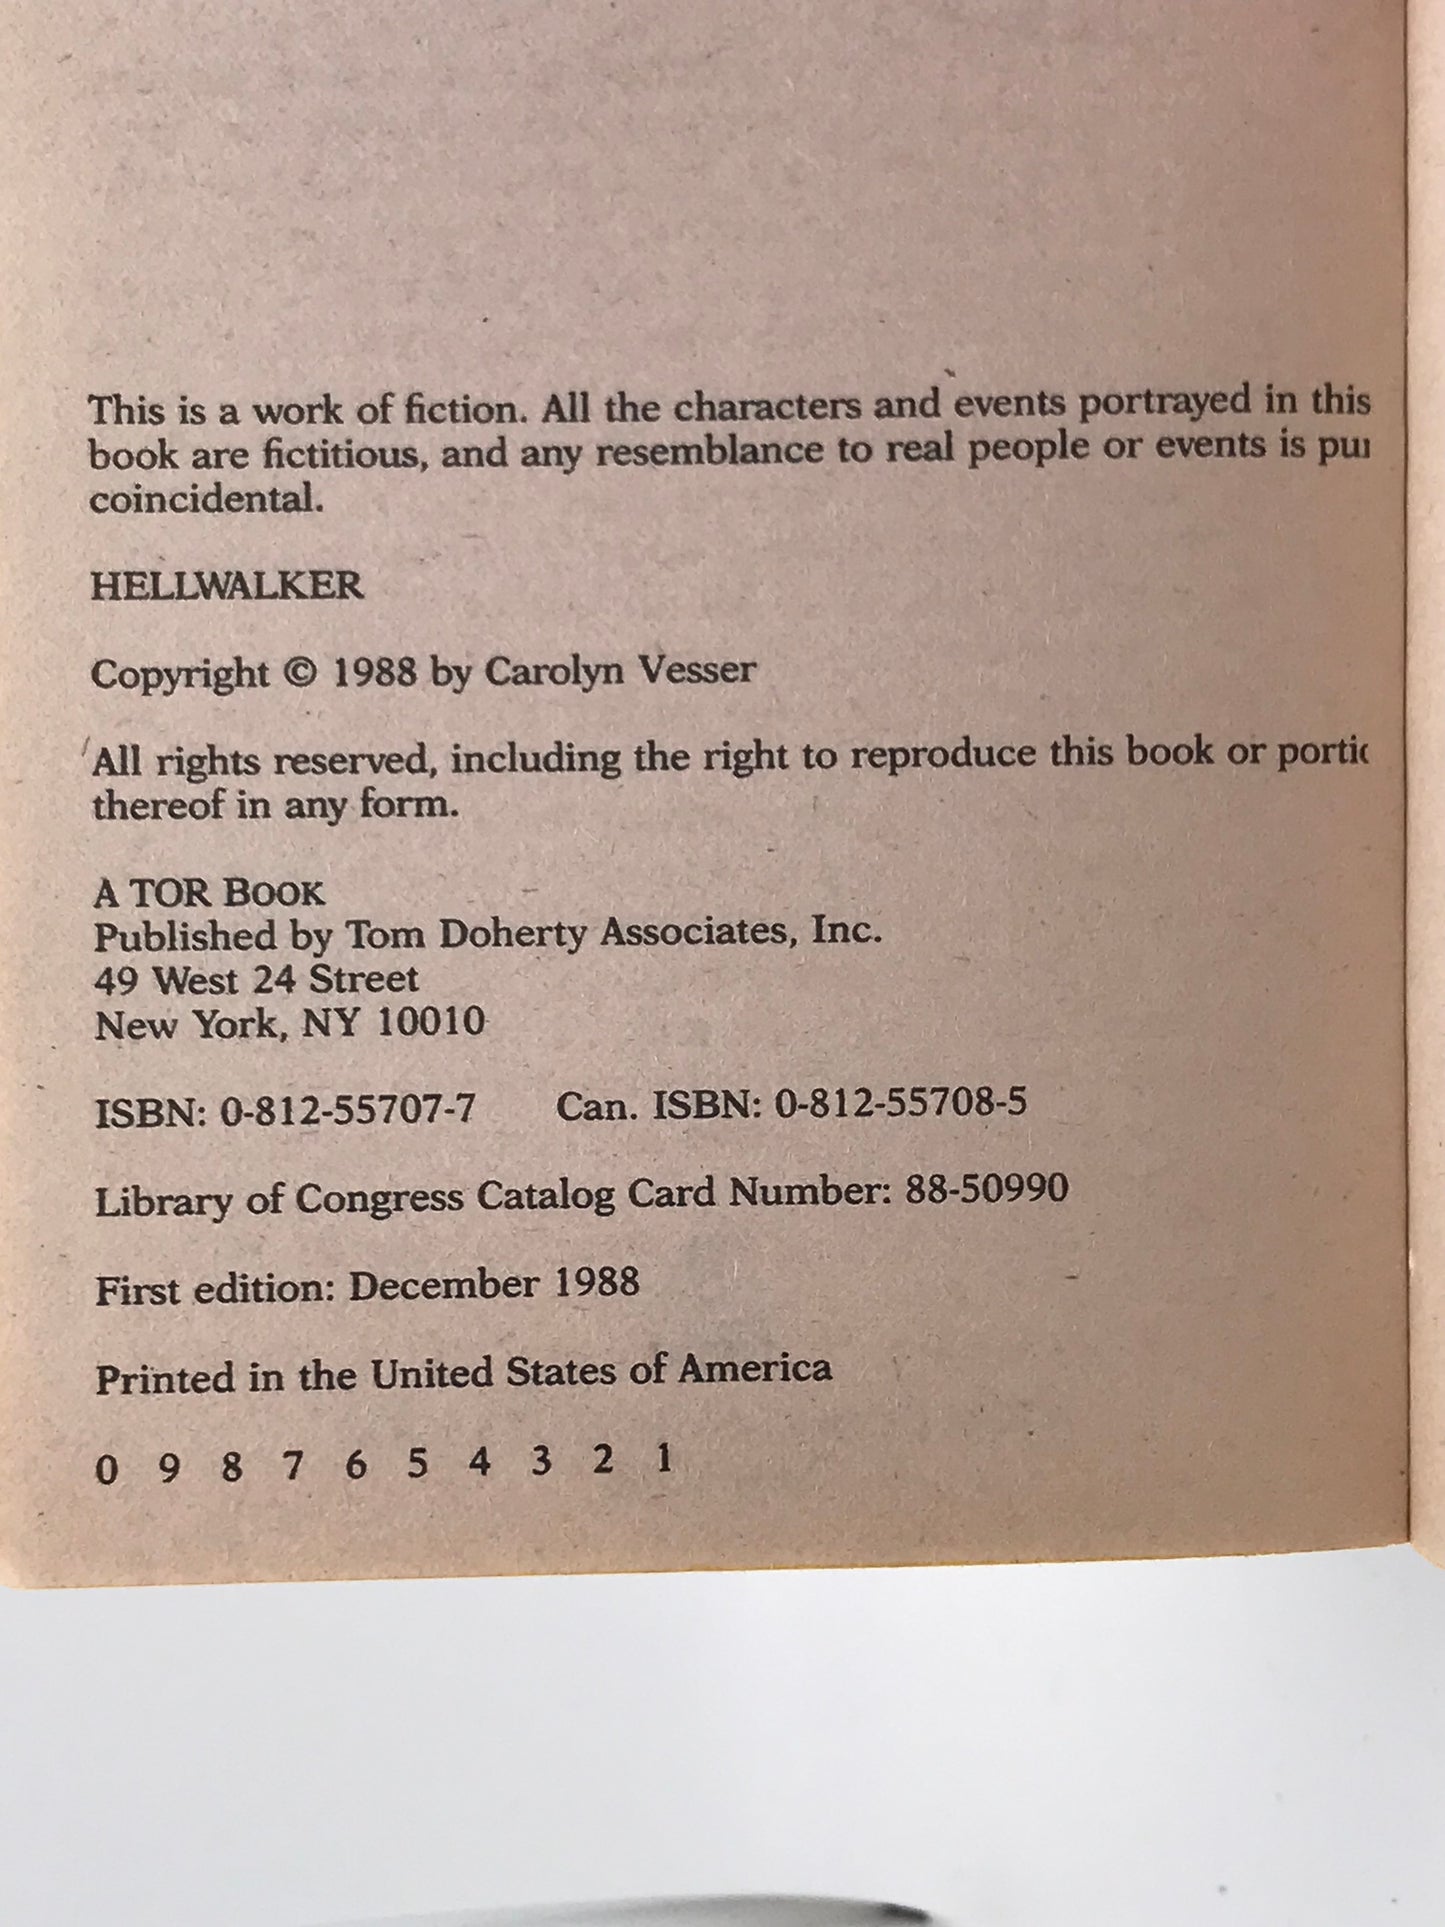 This is a work of fiction. All the characters and events portrayed in this
book are fictitious, and any resemblance to real people or events is
coincidental.
HELLWALKER
Copyright © 1988 by Carolyn Vesser
All rights reserved, including the right to reproduce this book or
thereof in any form.
A TOR BOOK
Published by Tom Doherty Associates, Inc.
49 West 24 Street
New York, NY 10010
ISBN: 0-812-55707-7 Can. ISBN: 0-812-55708-5
Library of Congress Catalog Card Number: 88-50990
First edition: December 1988
Printed in the United States of America
0 9 8 7 6 5 4 3 2 1